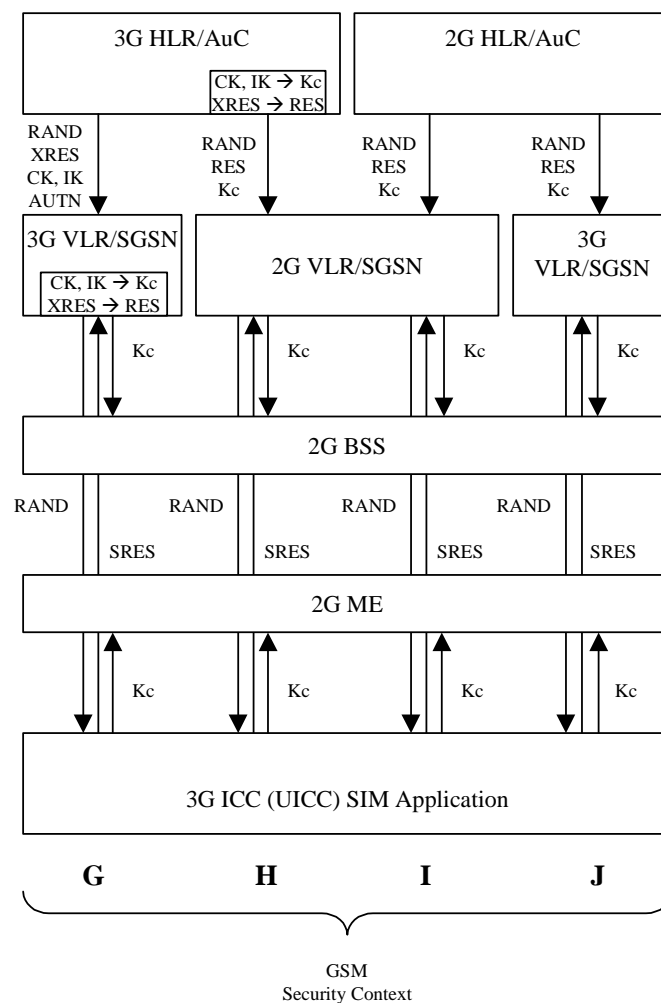 3G HLR/AuC
2G HLR/AuC
CK, IK → Kc
XRES → RES
RAND
XRES
CK, IK
AUTN
RAND
RES
Kc
RAND
RES
Kc
RAND
RES
Kc
3G VLR/SGSN
CK, IK → Kc
XRES → RES
2G VLR/SGSN
3G
VLR/SGSN
Kc
Kc
Kc
Kc
2G BSS
RAND
RAND
RAND
RAND
SRES
SRES
SRES
SRES
2G ME
Kc
Kc
Kc
Kc
3G ICC (UICC) SIM Application
G
H
I
J
GSM
Security Context